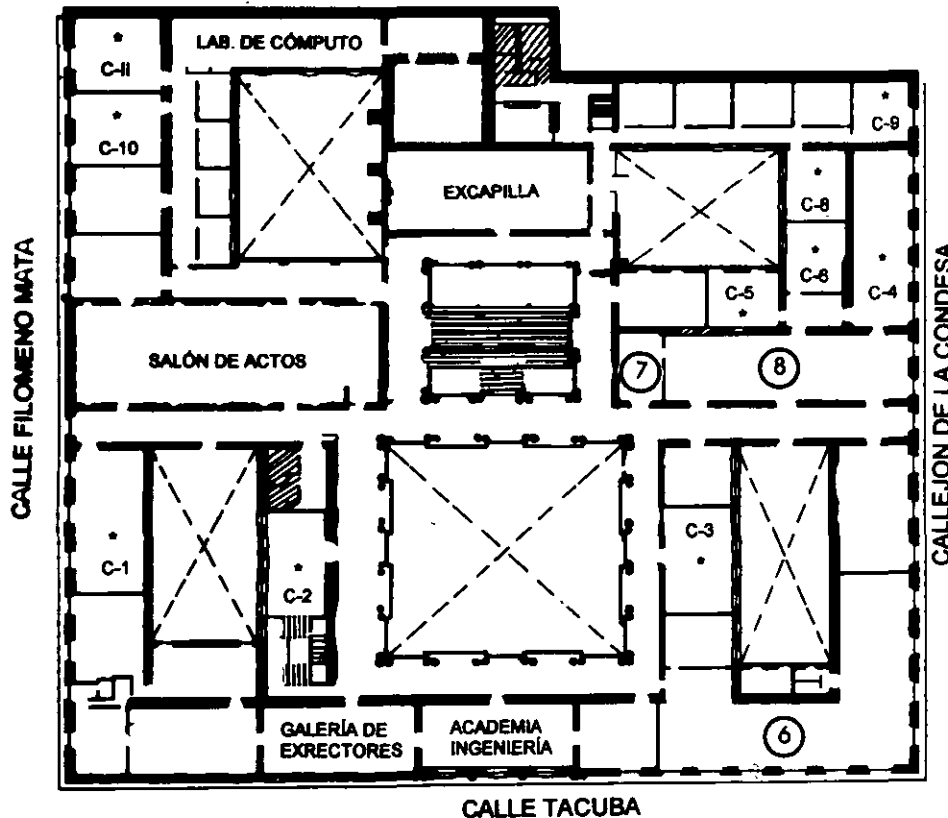 LAB. DE CÓMPUTO
*
C-11
*
C-10
*
C-9
EXCAPILLA
*
C-8
*
C-6
*
C-4
C-5
*
SALÓN DE ACTOS
7
8
CALLE FILOMENO MATA
CALLEJON DE LA CONDESA
*
C-1
*
C-2
C-3
*
GALERÍA DE
EXRECTORES
ACADEMIA
INGENIERÍA
6
CALLE TACUBA